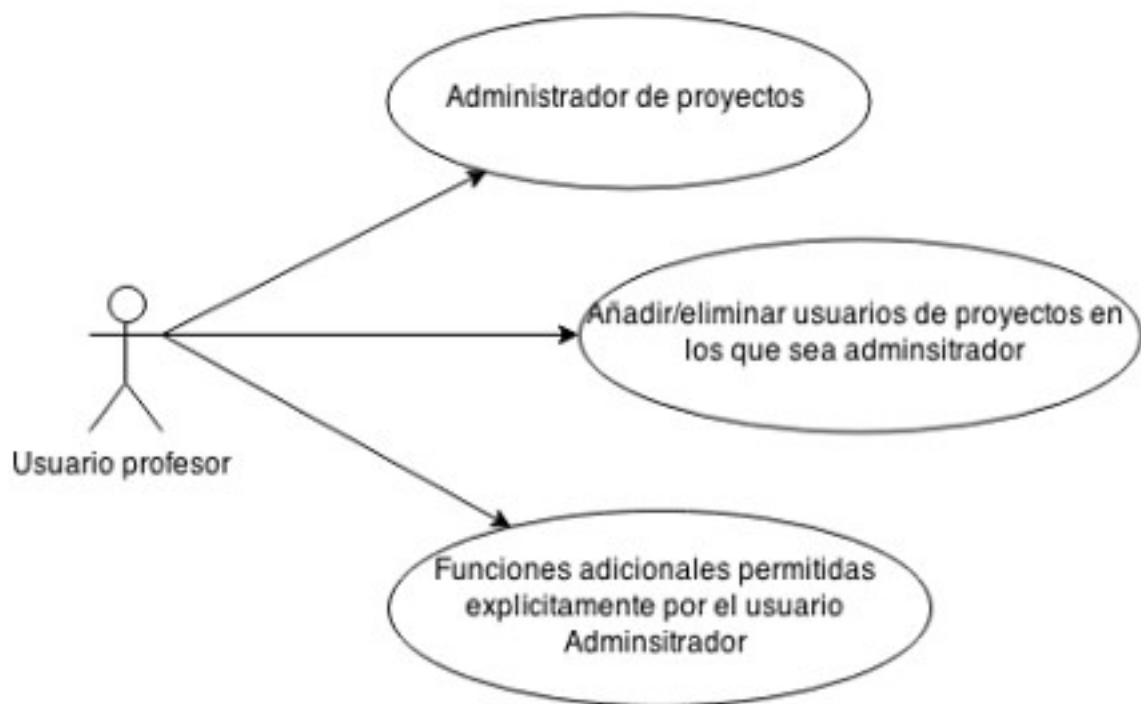 Administrador de proyectos
Añadir/eliminar usuarios de proyectos en
los que sea adminsitrador
Usuario profesor
Funciones adicionales permitidas
explicitamente por el usuario
Adminsitrador